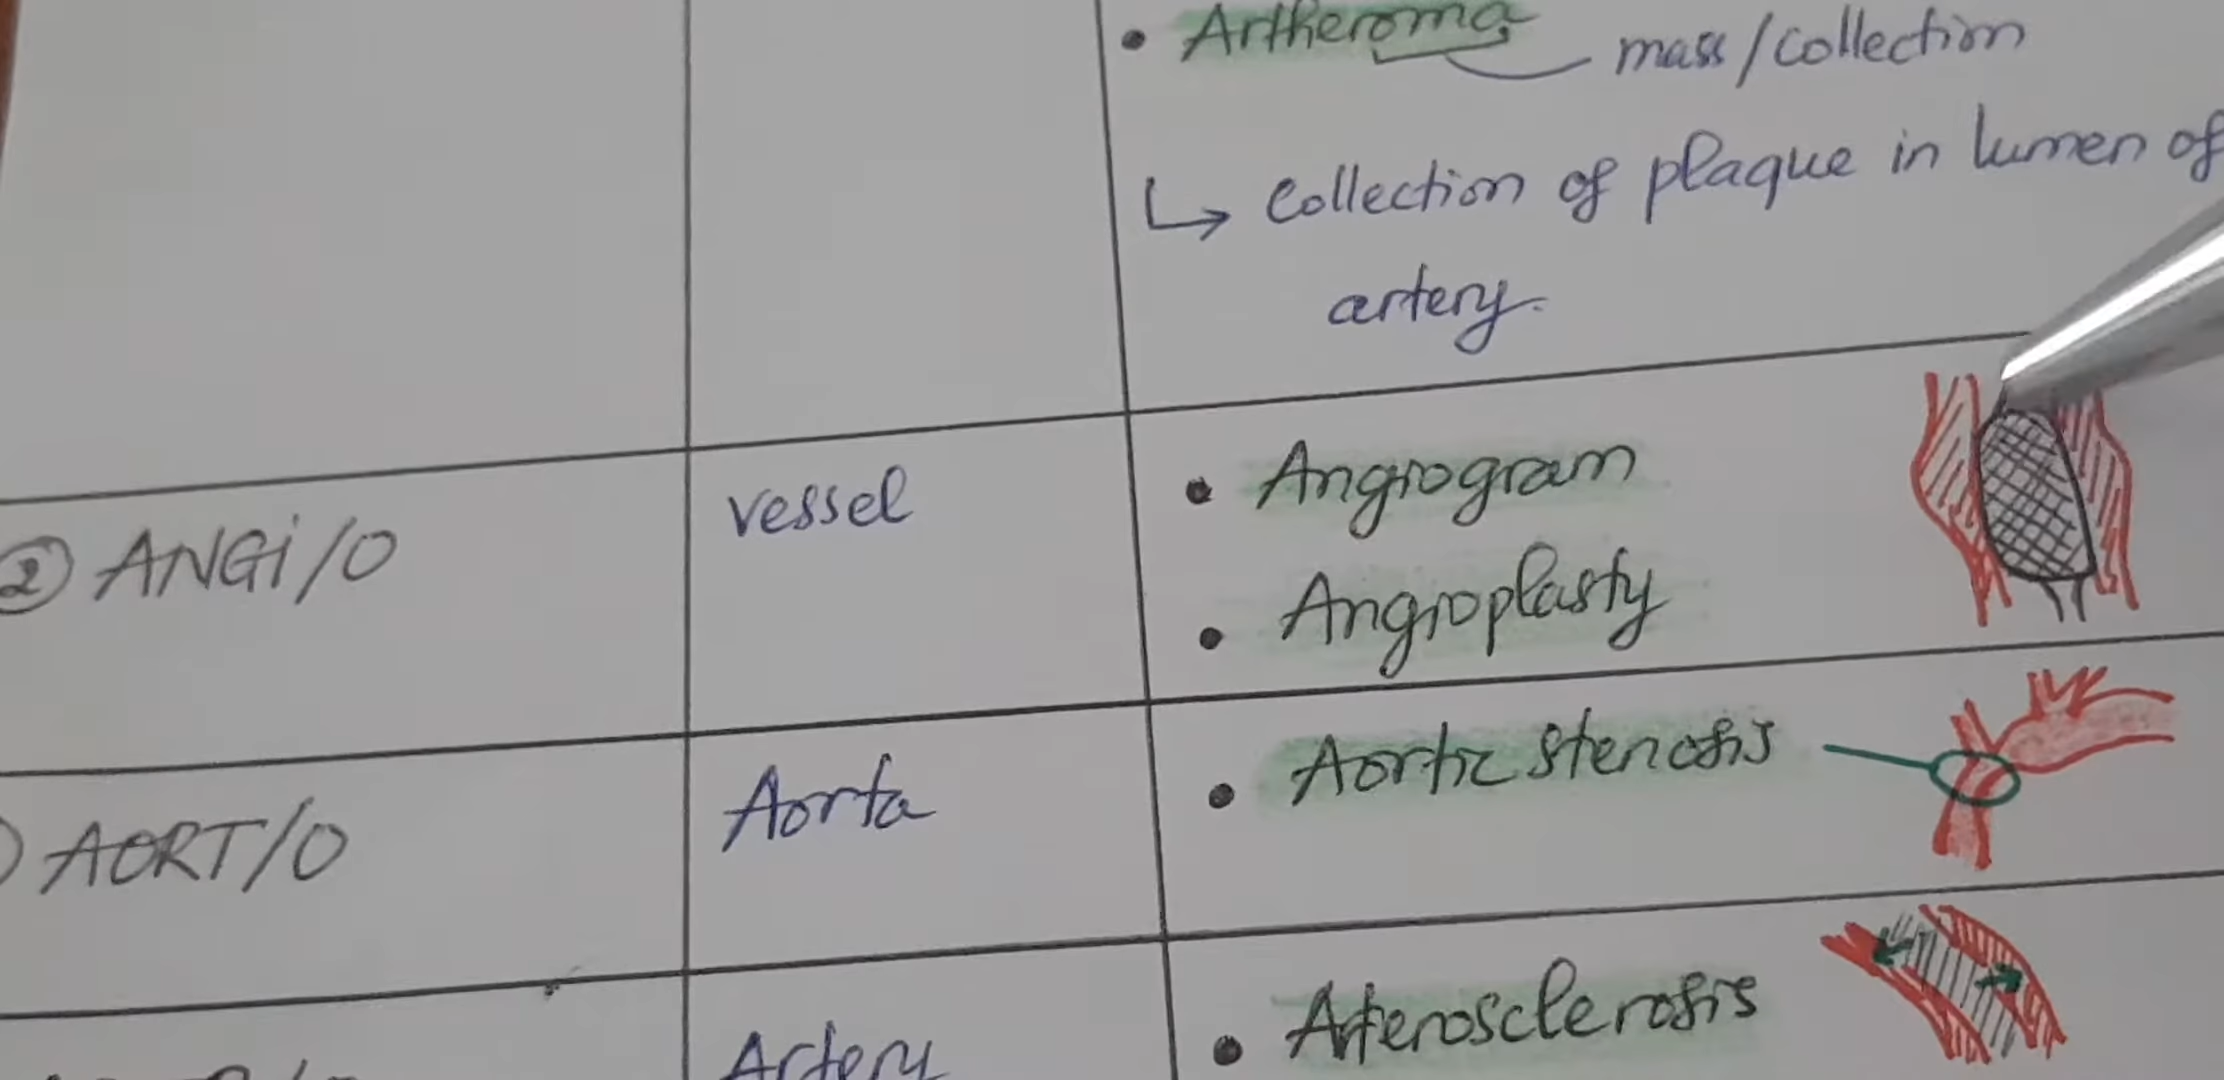 • Artheroma mass/collection
↳ Collection of plaque in lumen of
artery.
② ANGi/O vessel • Angiogram
• Angioplasty
AORT/O Aorta • Aortic stenosis
Artery • Aterosclerosis